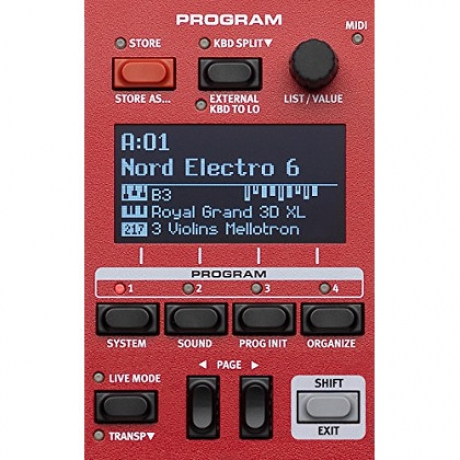 PROGRAM
MIDI
STORE
KBD SPLIT▼
STORE AS...
EXTERNAL
KBD TO LO
LIST / VALUE
A:01
Nord Electro 6
B3
Royal Grand 3D XL
217 3 Violins Mellotron
PROGRAM
1 2 3 4
SYSTEM SOUND PROG INIT ORGANIZE
◄ PAGE ►
LIVE MODE
SHIFT
TRANSP▼
EXIT